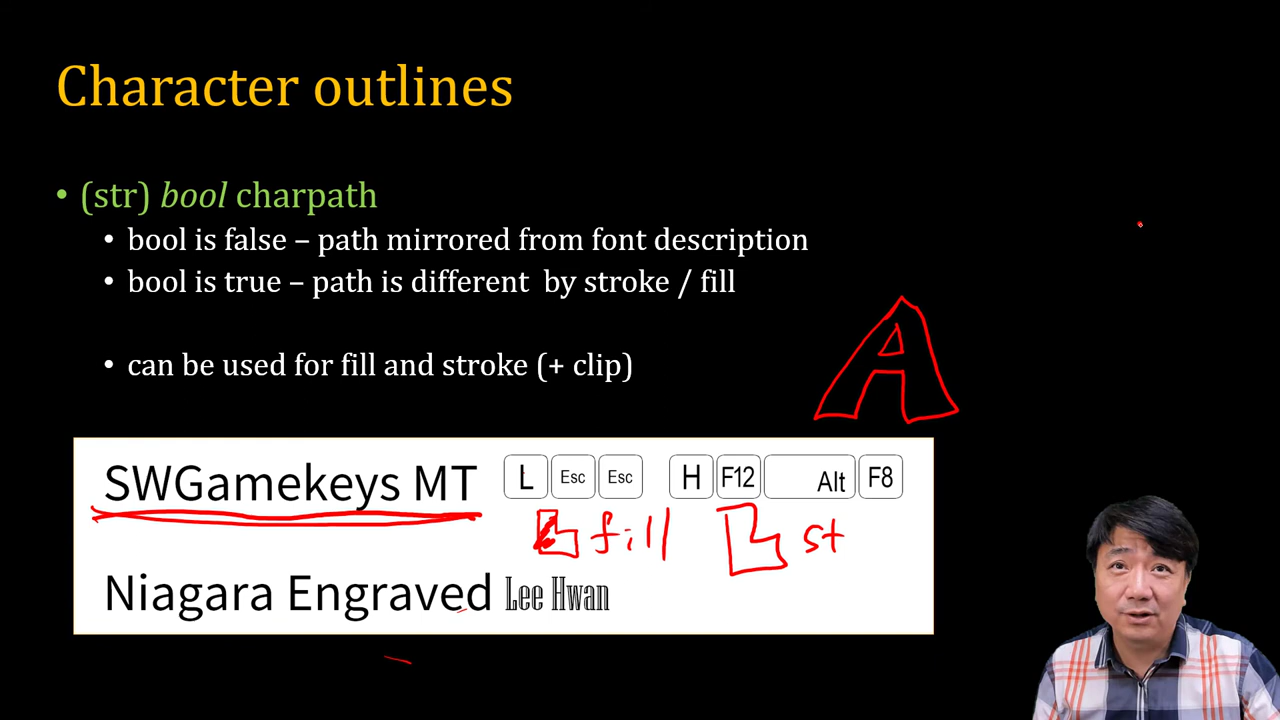 Character outlines
• (str) bool charpath
• bool is false – path mirrored from font description
• bool is true – path is different by stroke / fill
• can be used for fill and stroke (+ clip)
A
SWGamekeys MT L Esc Esc H F12 Alt F8
fill st
Niagara Engraved Lee Hwan